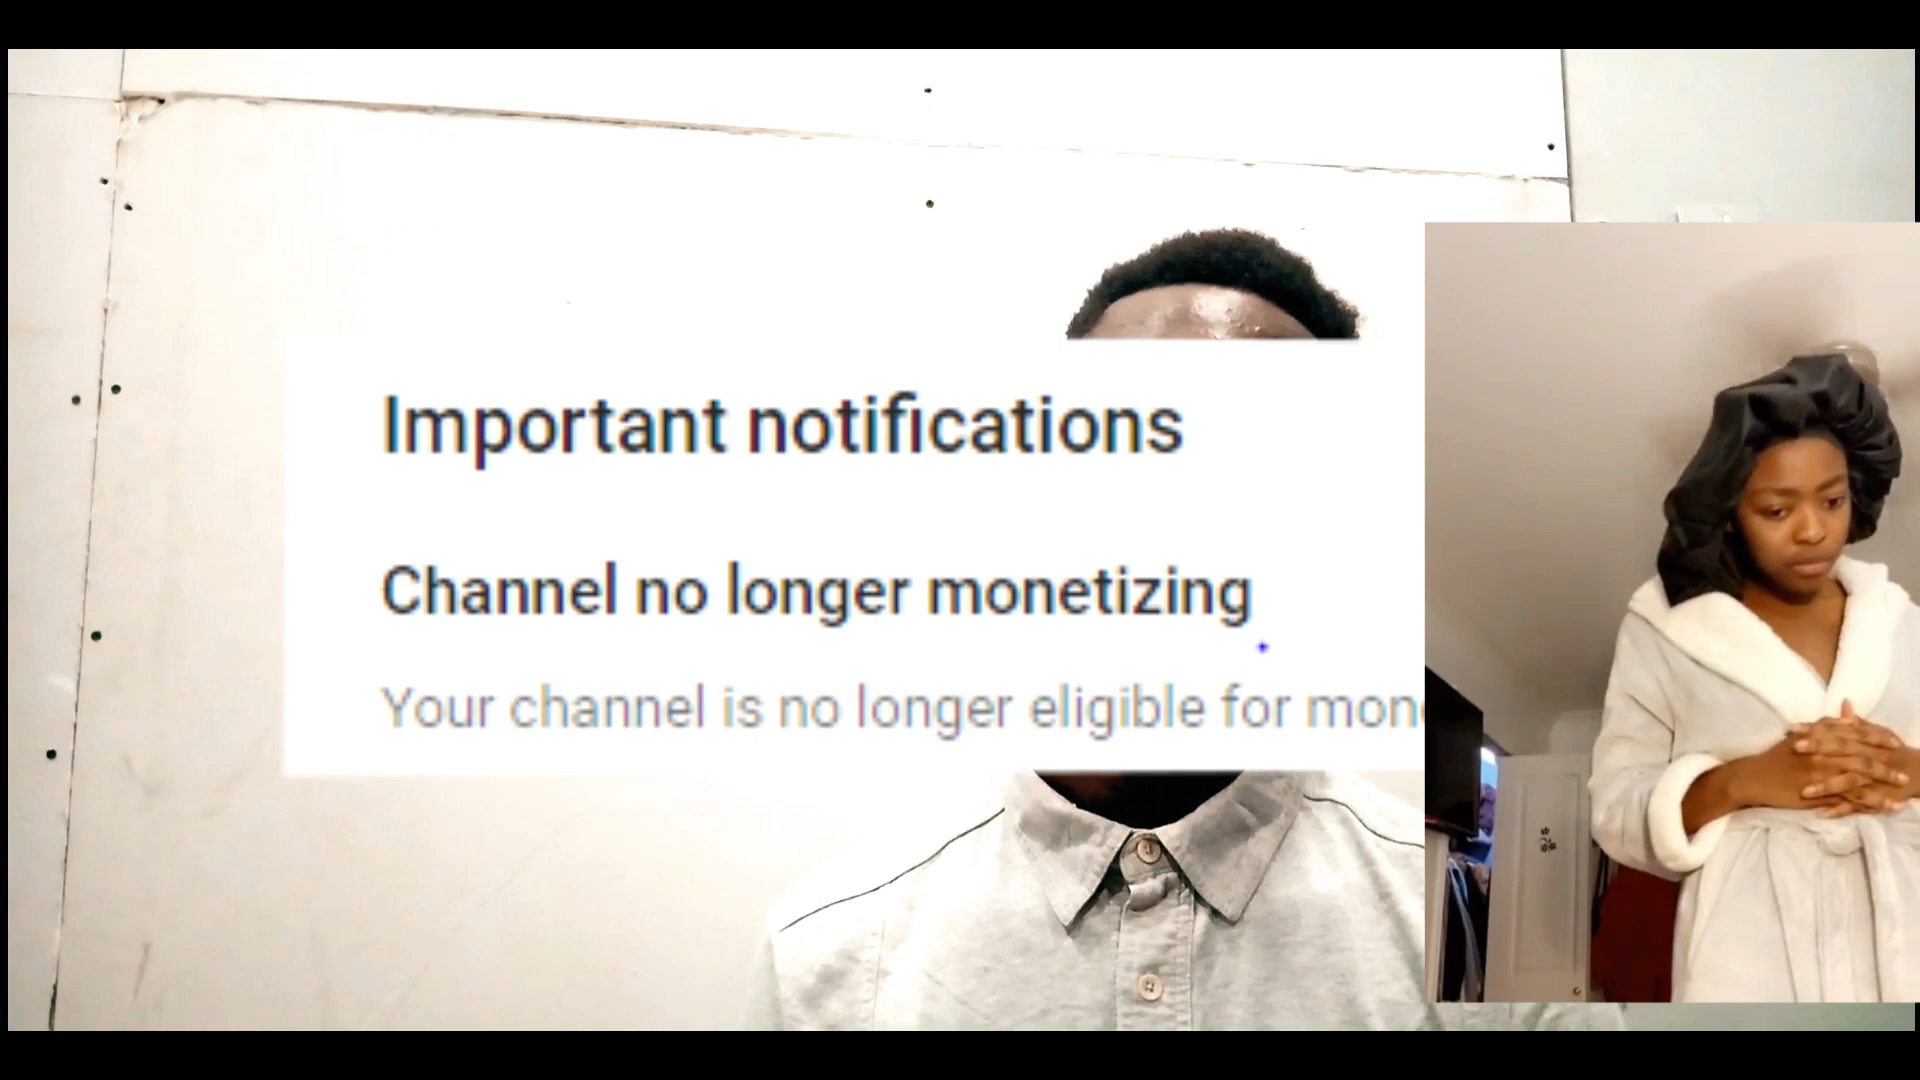 Important notifications
Channel no longer monetizing
Your channel is no longer eligible for